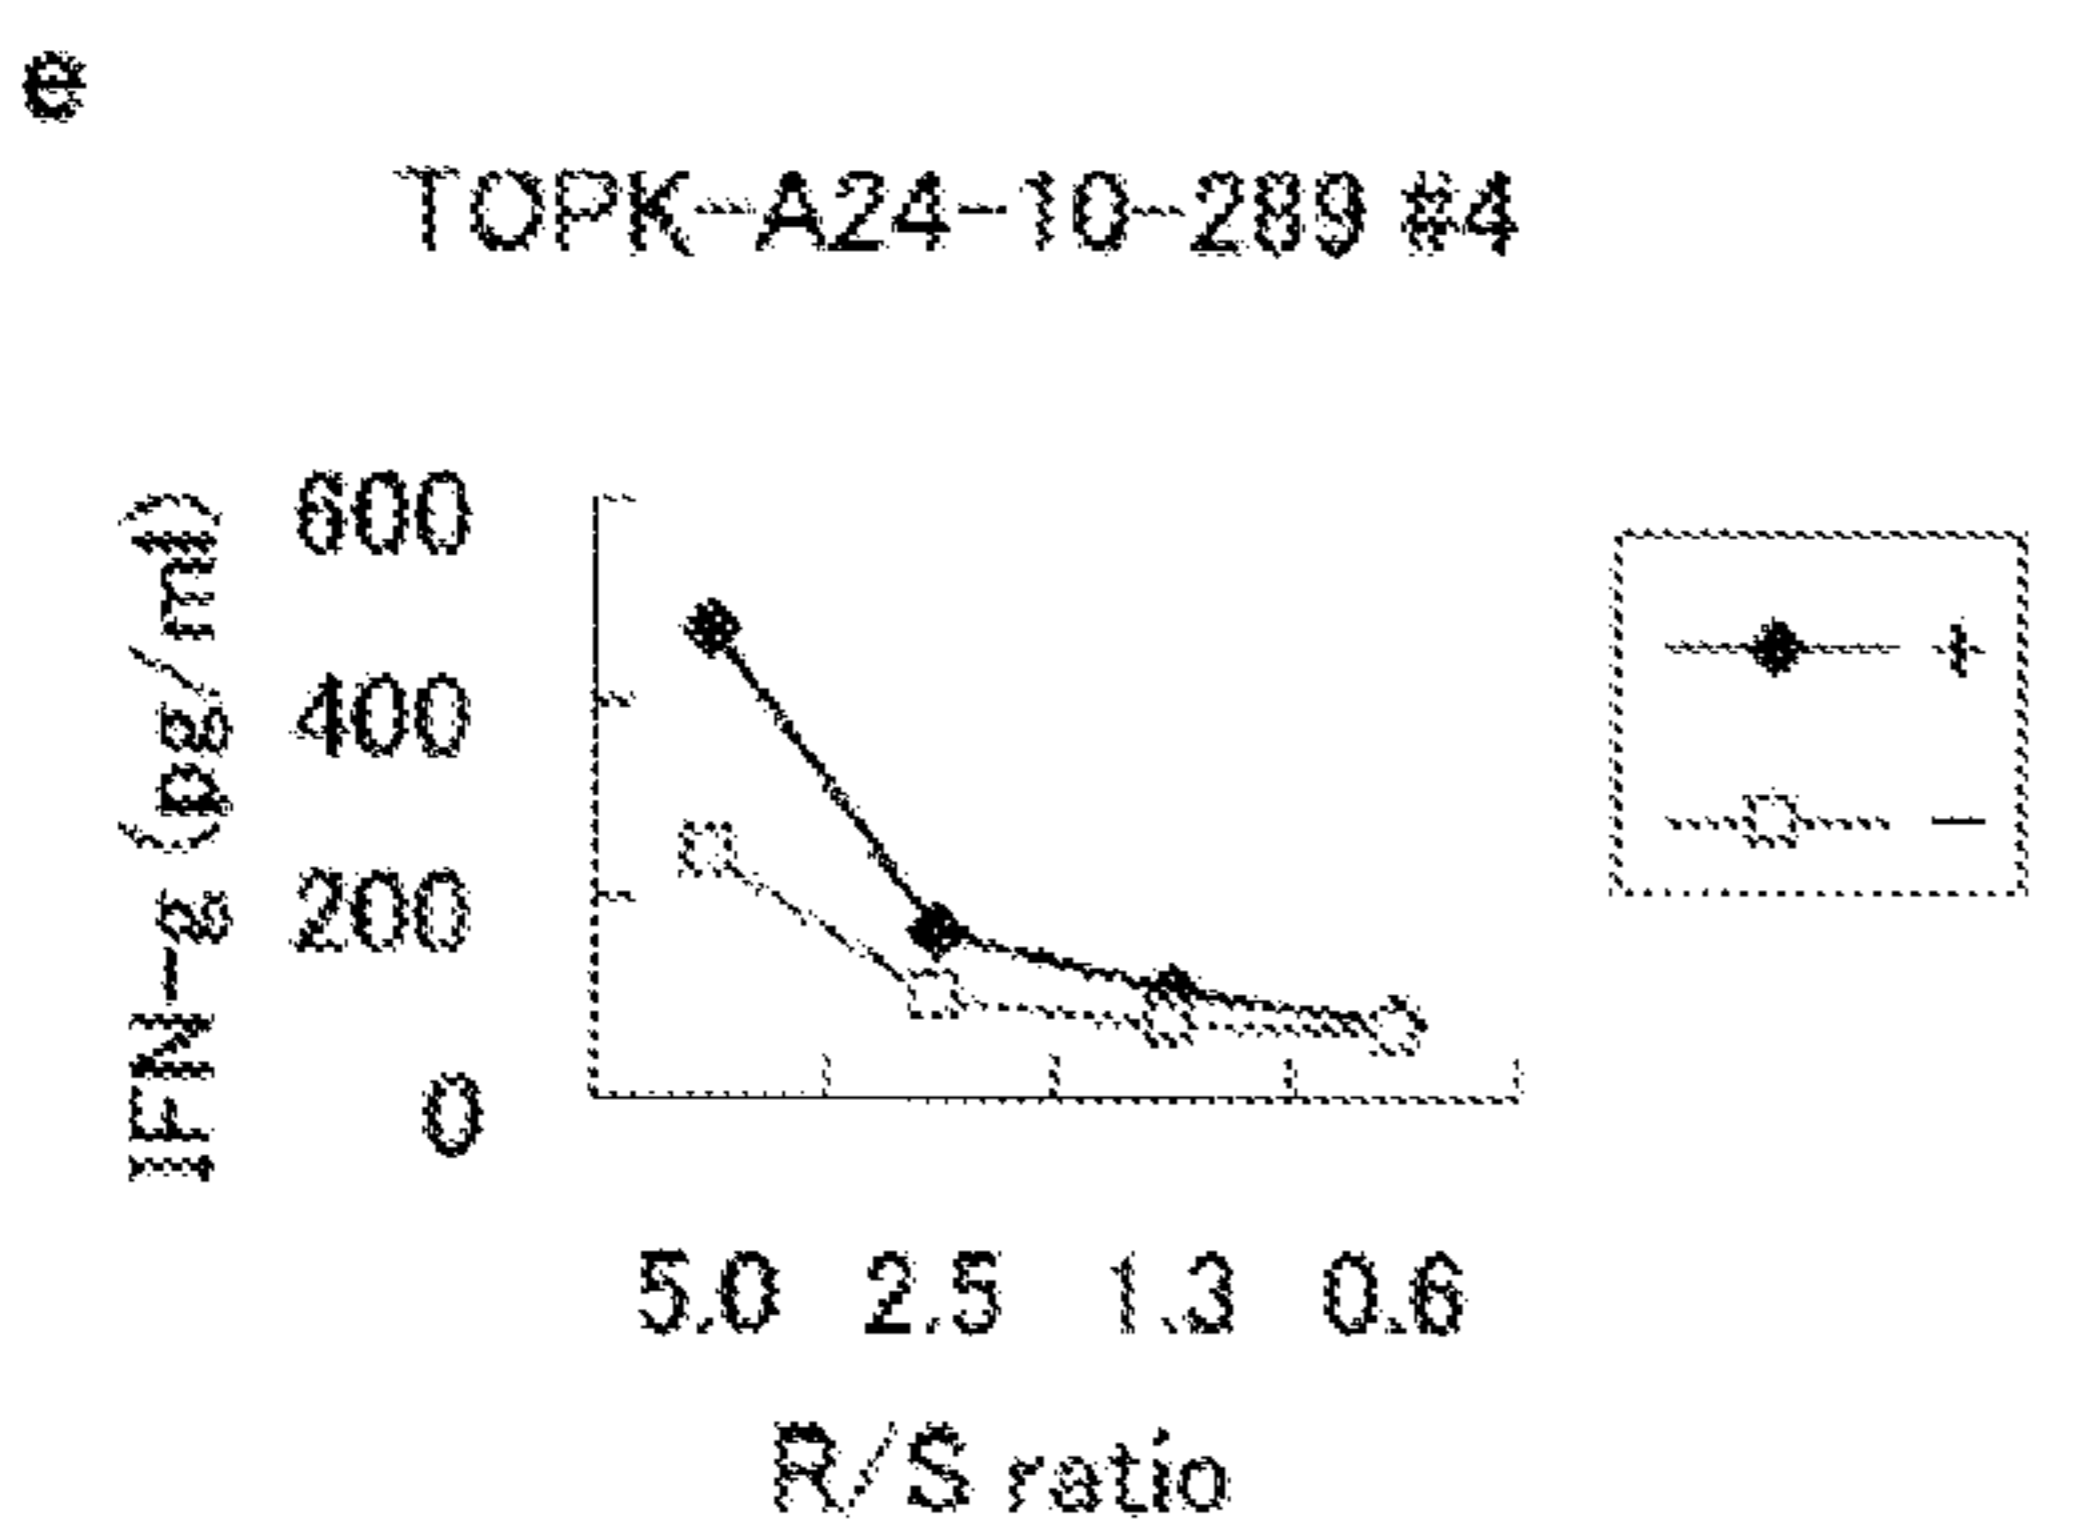 e
TOPK-A24-10-289 #4
IFN-g (pg/ml)
600
400
200
0
5.0 2.5 1.3 0.6
R/S ratio
+
−